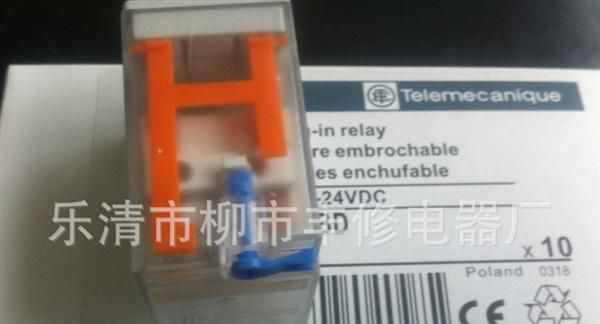 Telemecanique
-in relay
re embrochable
es enchufable
-24VDC
乐清市柳市丰修电器厂
BD
x 10
Poland 0318
CE